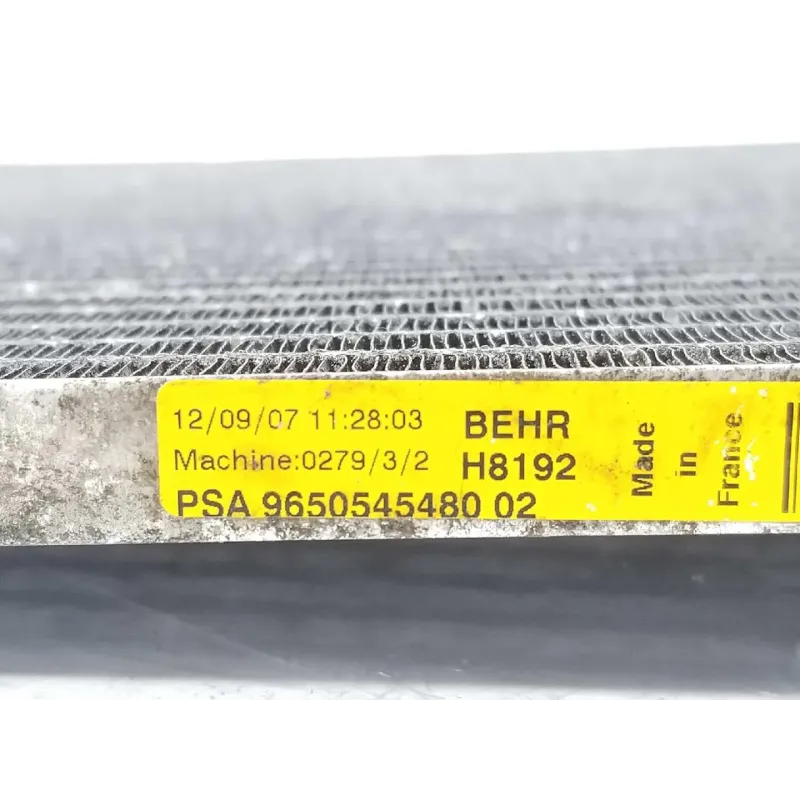 12/09/07 11:28:03 BEHR
Machine:0279/3/2 H8192
PSA 9650545480 02
Made
in
France